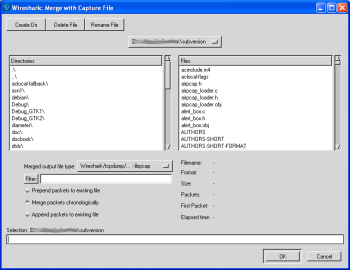 Wireshark: Merge with Capture File
Create Dir Delete File Rename File
\subversion
Directories
.\
..\
aclocal-fallback\
asn1\
debian\
Debug\
Debug_GTK1\
Debug_GTK2\
diameter\
doc\
docbook\
dtds\
Files
acinclude.m4
aclocal-flags
airpcap.h
airpcap_loader.c
airpcap_loader.h
airpcap_loader.obj
alert_box.c
alert_box.h
alert_box.obj
AUTHORS
AUTHORS-SHORT
AUTHORS-SHORT-FORMAT
Merged output file type: Wireshark/tcpdump/... - libpcap
Filter:
Prepend packets to existing file
Merge packets chronologically
Append packets to existing file
Filename: -
Format: -
Size: -
Packets: -
First Packet: -
Elapsed time: -
Selection: \subversion
OK Cancel